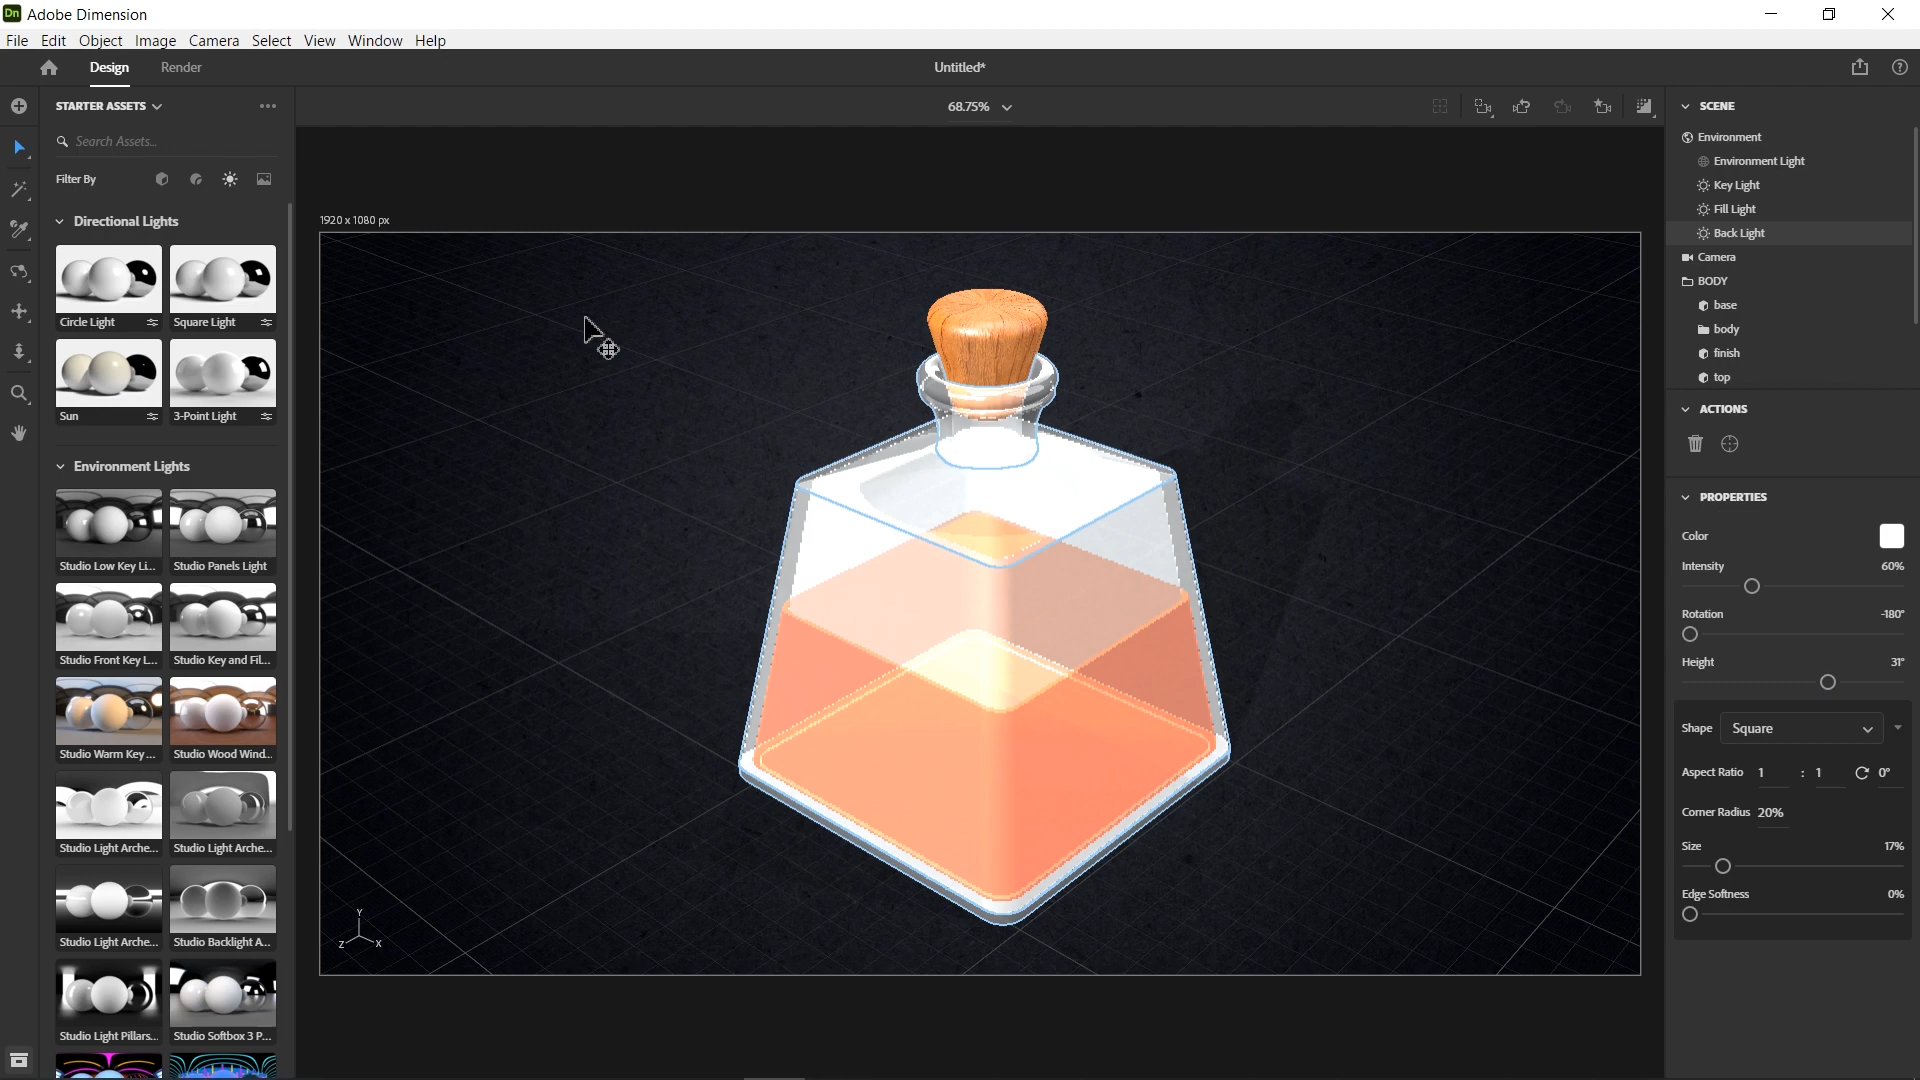 Dn Adobe Dimension
File Edit Object Image Camera Select View Window Help
Design Render Untitled*
STARTER ASSETS
Search Assets...
Filter By
Directional Lights
Circle Light Square Light
Sun 3-Point Light
Environment Lights
Studio Low Key Li... Studio Panels Light
Studio Front Key L... Studio Key and Fil...
Studio Warm Key ... Studio Wood Wind...
Studio Light Arche... Studio Light Arche...
Studio Light Arche... Studio Backlight A...
Studio Light Pillars... Studio Softbox 3 P...
68.75%
1920 x 1080 px
Y
Z X
SCENE
Environment
Environment Light
Key Light
Fill Light
Back Light
Camera
BODY
base
body
finish
top
ACTIONS
PROPERTIES
Color
Intensity 60%
Rotation -180°
Height 31°
Shape Square
Aspect Ratio 1 : 1 0°
Corner Radius 20%
Size 17%
Edge Softness 0%